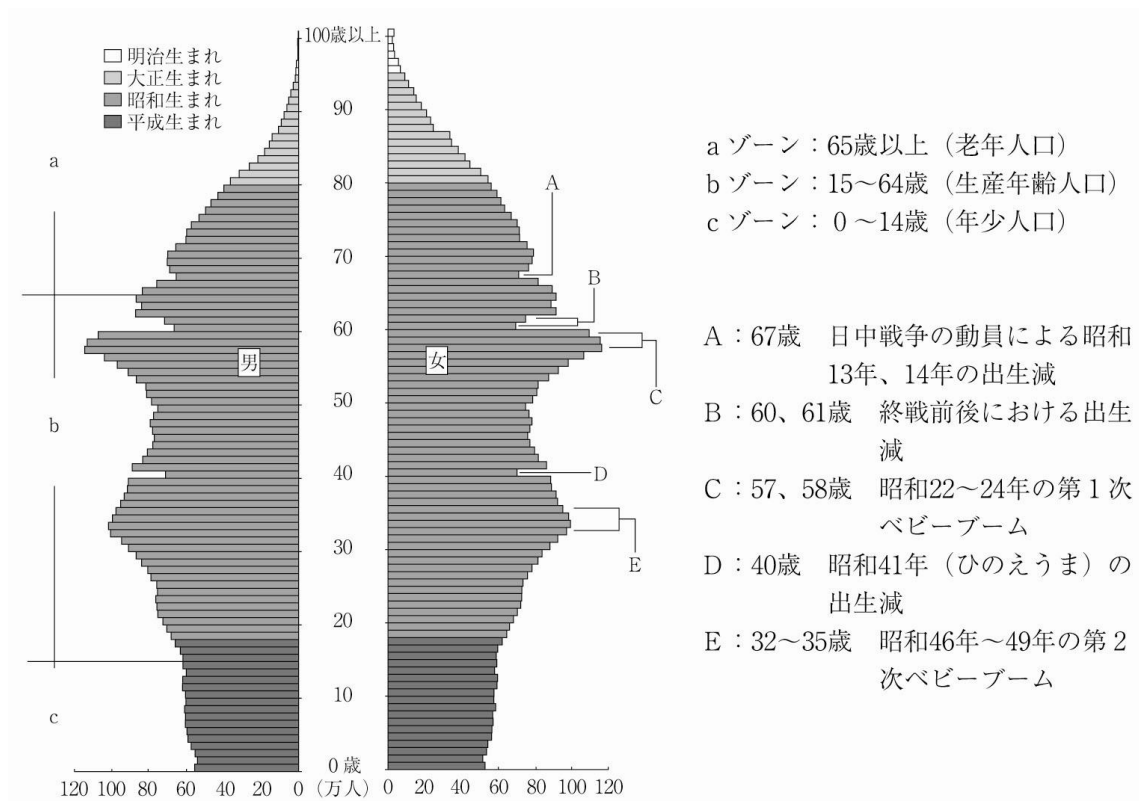 明治生まれ
大正生まれ
昭和生まれ
平成生まれ
100歳以上
90
80
70
60
50
40
30
20
10
0歳
a
b
c
男
女
A
B
C
D
E
120 100 80 60 40 20 0 (万人) 0 20 40 60 80 100 120
aゾーン：65歳以上（老年人口）
bゾーン：15～64歳（生産年齢人口）
cゾーン：0～14歳（年少人口）
A：67歳　日中戦争の動員による昭和
13年、14年の出生減
B：60、61歳　終戦前後における出生
減
C：57、58歳　昭和22～24年の第1次
ベビーブーム
D：40歳　昭和41年（ひのえうま）の
出生減
E：32～35歳　昭和46年～49年の第2
次ベビーブーム